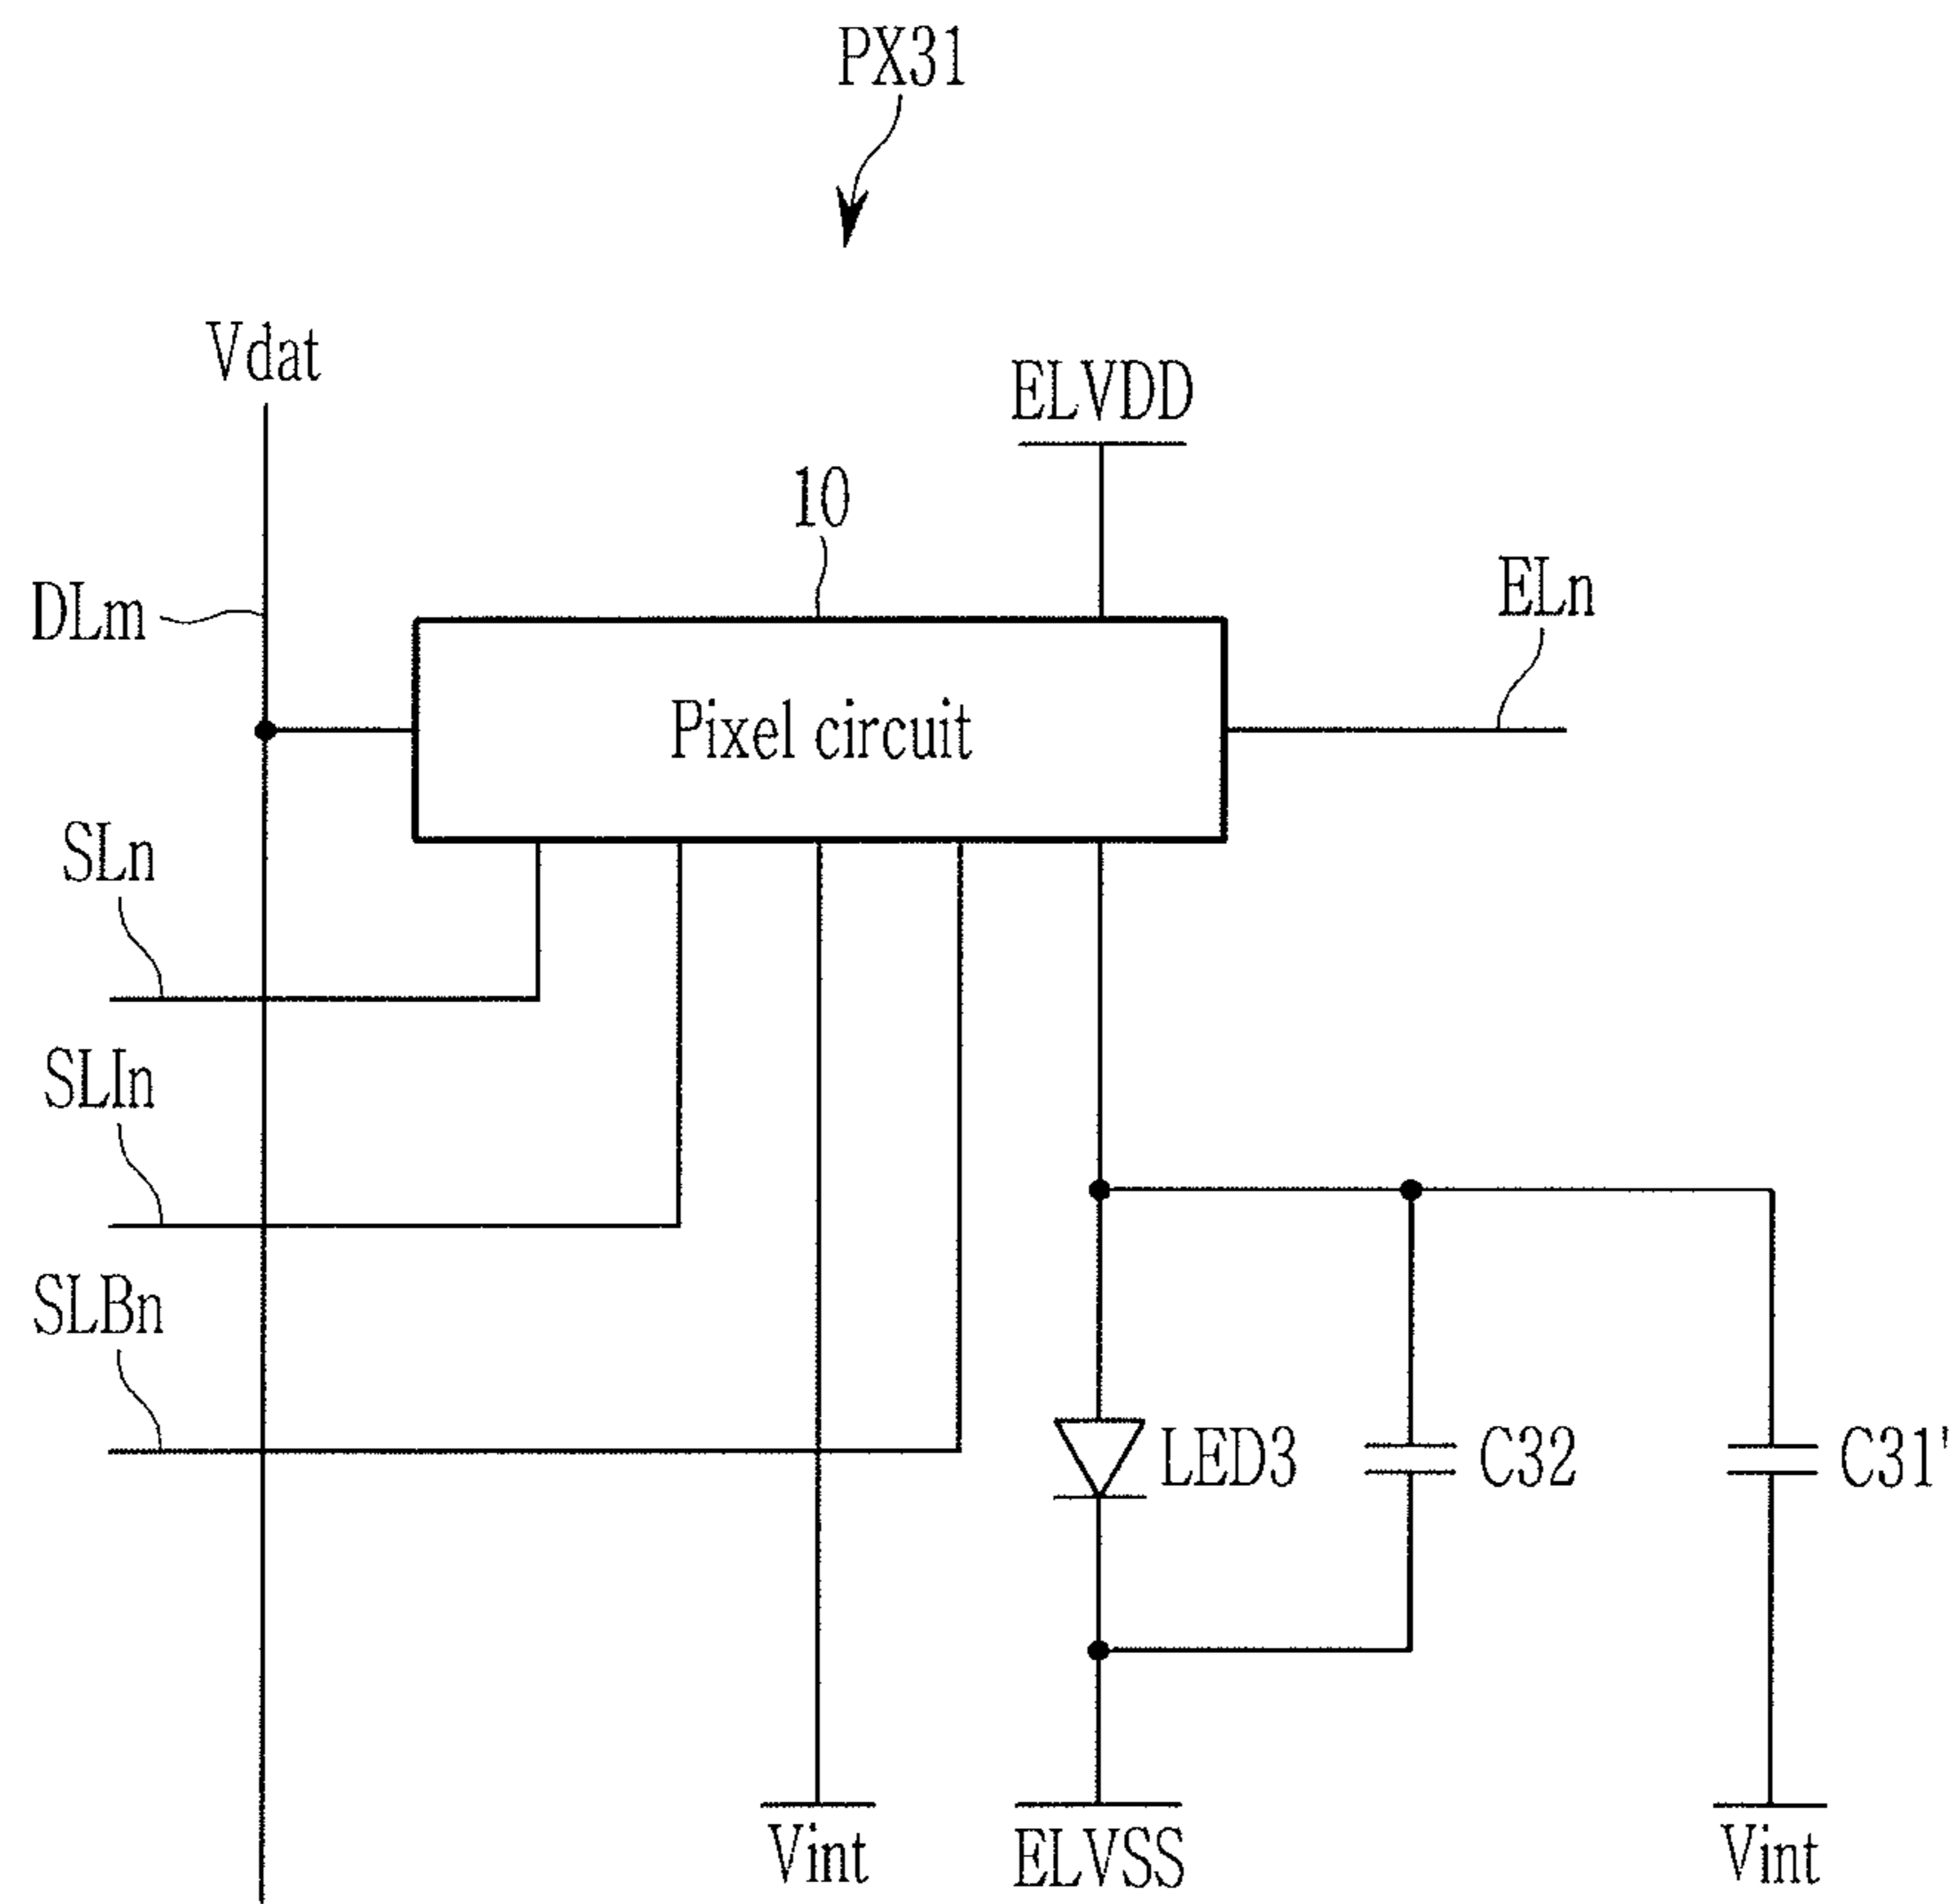 PX31
Vdat
ELVDD
10
DLm
ELn
Pixel circuit
SLn
SLIn
SLBn
LED3
C32
C31'
Vint
ELVSS
Vint